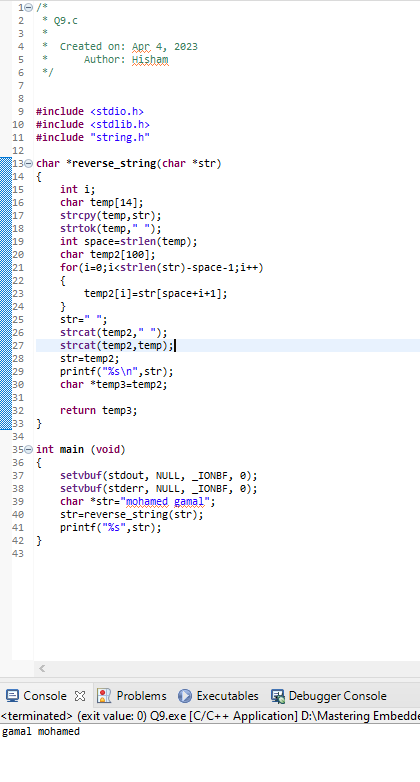 1 /*
2 * Q9.c
3 *
4 * Created on: Apr 4, 2023
5 * Author: Hisham
6 */
7
8
9 #include <stdio.h>
10 #include <stdlib.h>
11 #include "string.h"
12
13 char *reverse_string(char *str)
14 {
15 int i;
16 char temp[14];
17 strcpy(temp,str);
18 strtok(temp," ");
19 int space=strlen(temp);
20 char temp2[100];
21 for(i=0;i<strlen(str)-space-1;i++)
22 {
23 temp2[i]=str[space+i+1];
24 }
25 str=" ";
26 strcat(temp2," ");
27 strcat(temp2,temp);
28 str=temp2;
29 printf("%s\n",str);
30 char *temp3=temp2;
31
32 return temp3;
33 }
34
35 int main (void)
36 {
37 setvbuf(stdout, NULL, _IONBF, 0);
38 setvbuf(stderr, NULL, _IONBF, 0);
39 char *str="mohamed gamal";
40 str=reverse_string(str);
41 printf("%s",str);
42 }
43
Console Problems Executables Debugger Console
<terminated> (exit value: 0) Q9.exe [C/C++ Application] D:\Mastering Embedde
gamal mohamed